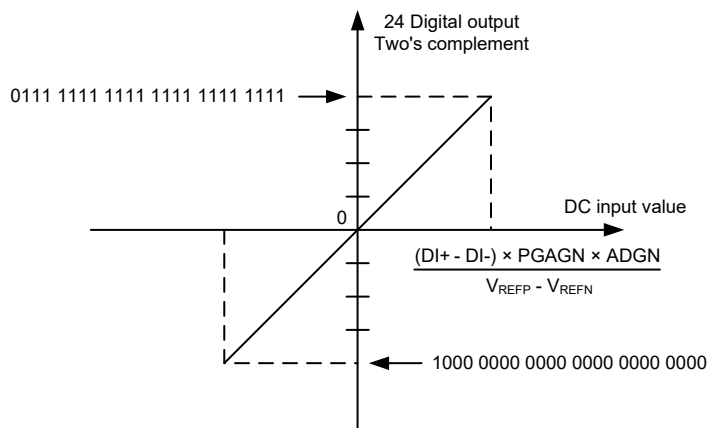 24 Digital output
Two's complement
0111 1111 1111 1111 1111 1111
0
DC input value
(DI+ - DI-) × PGAGN × ADGN
VREFP - VREFN
1000 0000 0000 0000 0000 0000